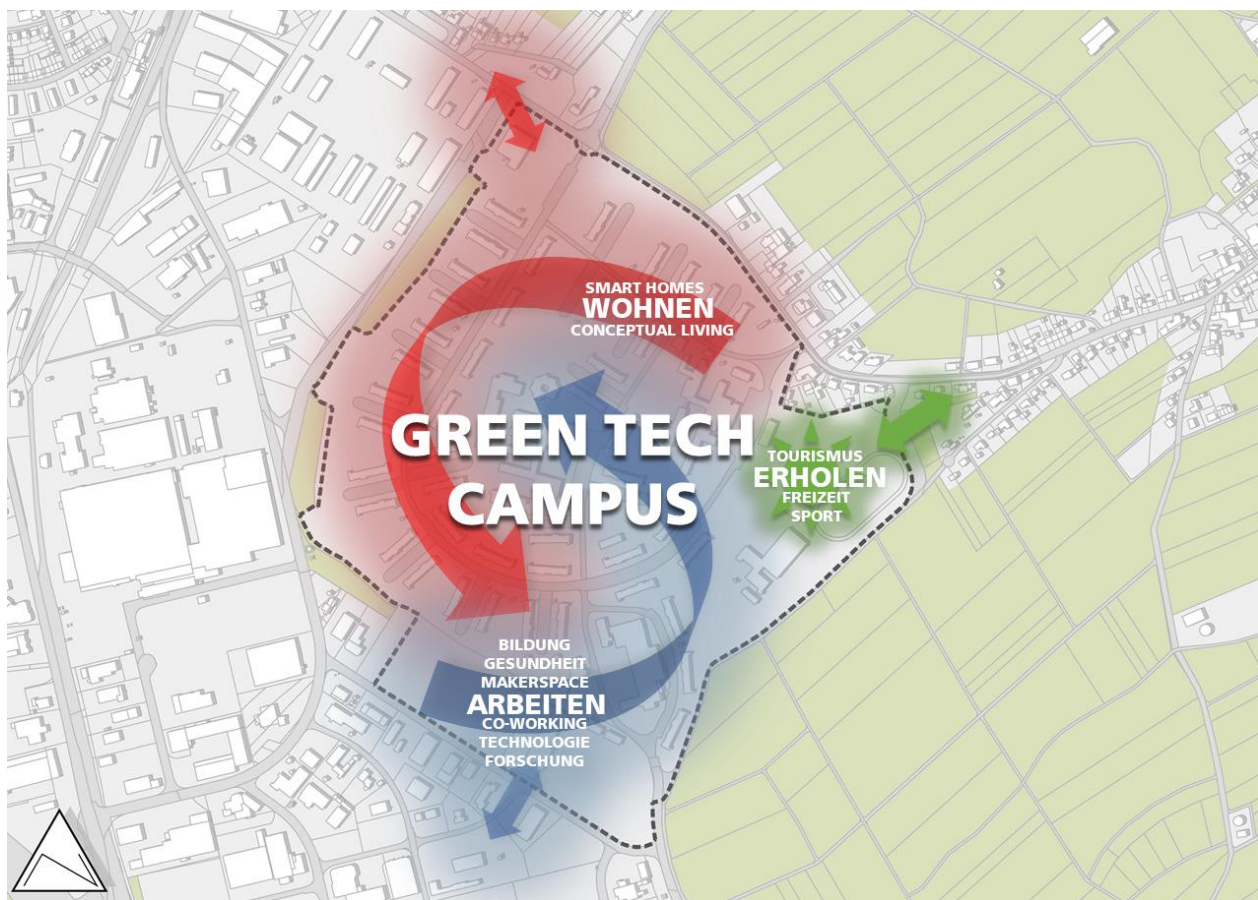 SMART HOMES
WOHNEN
CONCEPTUAL LIVING
GREEN TECH
CAMPUS
TOURISMUS
ERHOLEN
FREIZEIT
SPORT
BILDUNG
GESUNDHEIT
MAKERSPACE
ARBEITEN
CO-WORKING
TECHNOLOGIE
FORSCHUNG